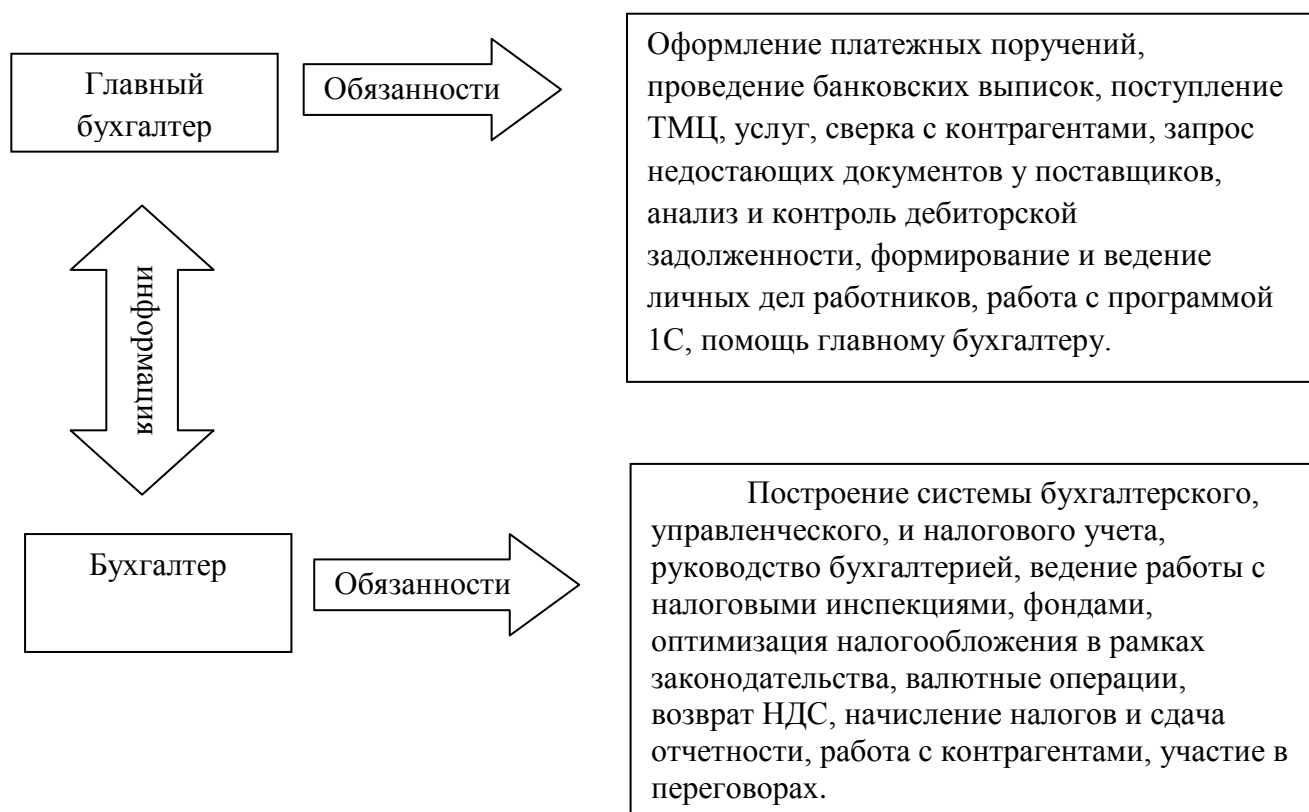 Главный
бухгалтер
Обязанности
Оформление платежных поручений,
проведение банковских выписок, поступление
ТМЦ, услуг, сверка с контрагентами, запрос
недостающих документов у поставщиков,
анализ и контроль дебиторской
задолженности, формирование и ведение
личных дел работников, работа с программой
1С, помощь главному бухгалтеру.
информация
Бухгалтер
Обязанности
Построение системы бухгалтерского,
управленческого, и налогового учета,
руководство бухгалтерией, ведение работы с
налоговыми инспекциями, фондами,
оптимизация налогообложения в рамках
законодательства, валютные операции,
возврат НДС, начисление налогов и сдача
отчетности, работа с контрагентами, участие в
переговорах.